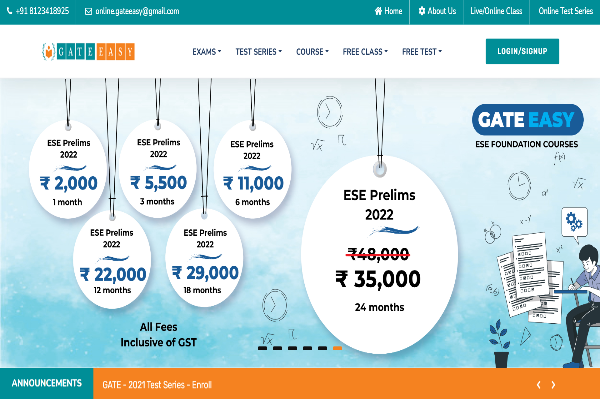 +91 8123418925
online.gateeasy@gmail.com
Home
About Us
Live/Online Class
Online Test Series
GATE EASY
EXAMS
TEST SERIES
COURSE
FREE CLASS
FREE TEST
LOGIN/SIGNUP
ESE Prelims
2022
₹ 2,000
1 month
ESE Prelims
2022
₹ 5,500
3 months
ESE Prelims
2022
₹ 11,000
6 months
ESE Prelims
2022
₹ 22,000
12 months
ESE Prelims
2022
₹ 29,000
18 months
All Fees
Inclusive of GST
ESE Prelims
2022
₹48,000
₹ 35,000
24 months
GATE EASY
ESE FOUNDATION COURSES
ANNOUNCEMENTS
GATE - 2021 Test Series - Enroll